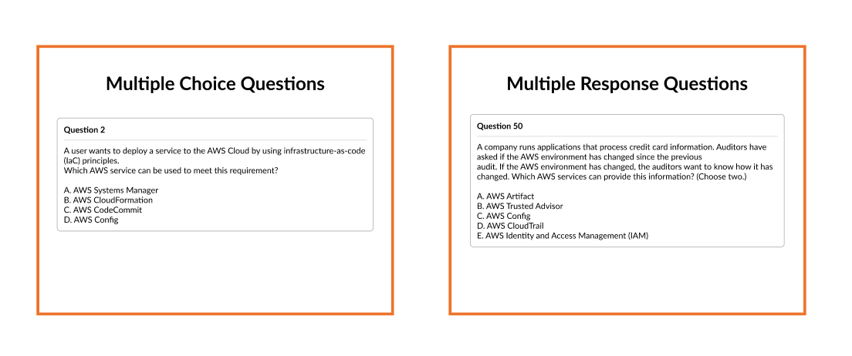 Multiple Choice Questions
Question 2
A user wants to deploy a service to the AWS Cloud by using infrastructure-as-code
(IaC) principles.
Which AWS service can be used to meet this requirement?
A. AWS Systems Manager
B. AWS CloudFormation
C. AWS CodeCommit
D. AWS Config
Multiple Response Questions
Question 50
A company runs applications that process credit card information. Auditors have
asked if the AWS environment has changed since the previous
audit. If the AWS environment has changed, the auditors want to know how it has
changed. Which AWS services can provide this information? (Choose two.)
A. AWS Artifact
B. AWS Trusted Advisor
C. AWS Config
D. AWS CloudTrail
E. AWS Identity and Access Management (IAM)